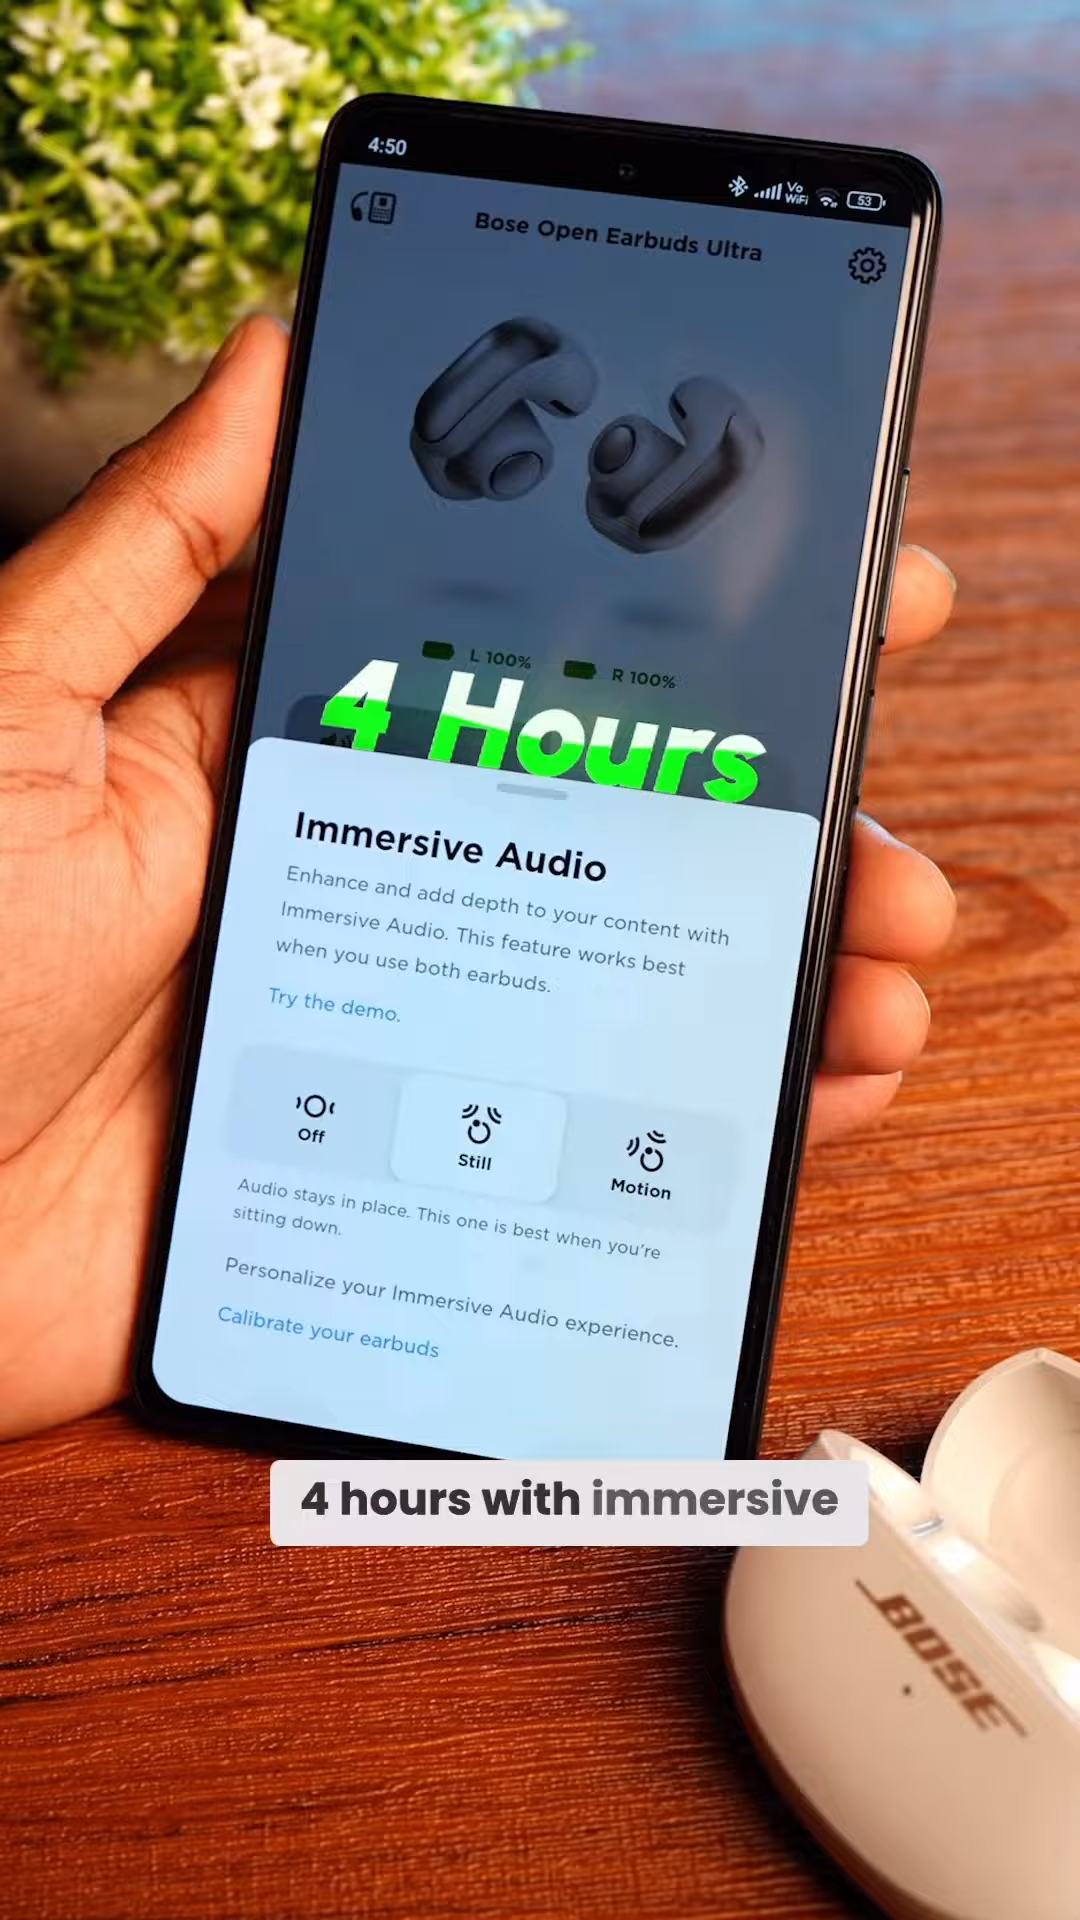 4:50
Vo
WiFi
53
Bose Open Earbuds Ultra
L 100%
R 100%
4 Hours
Immersive Audio
Enhance and add depth to your content with
Immersive Audio. This feature works best
when you use both earbuds.
Try the demo.
Off
Still
Motion
Audio stays in place. This one is best when you're
sitting down.
Personalize your Immersive Audio experience.
Calibrate your earbuds
4 hours with immersive
BOSE